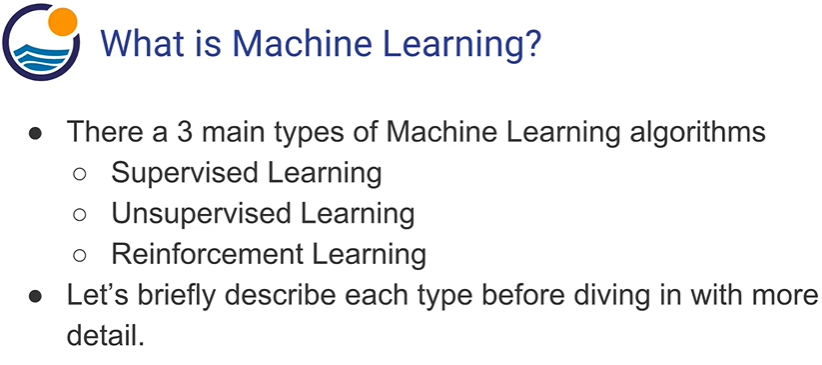 What is Machine Learning?
● There a 3 main types of Machine Learning algorithms
○ Supervised Learning
○ Unsupervised Learning
○ Reinforcement Learning
● Let’s briefly describe each type before diving in with more
detail.